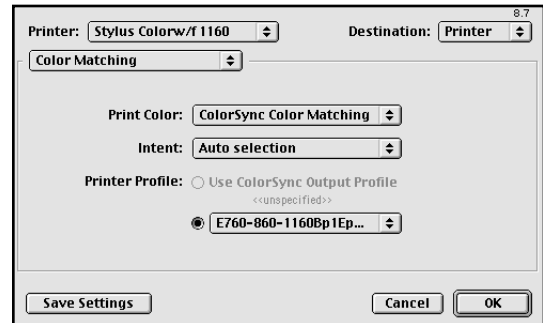 8.7
Printer: Stylus Colorw/f 1160 Destination: Printer
Color Matching
Print Color: ColorSync Color Matching
Intent: Auto selection
Printer Profile: Use ColorSync Output Profile
<<unspecified>>
E760-860-1160Bp1Ep...
Save Settings Cancel OK